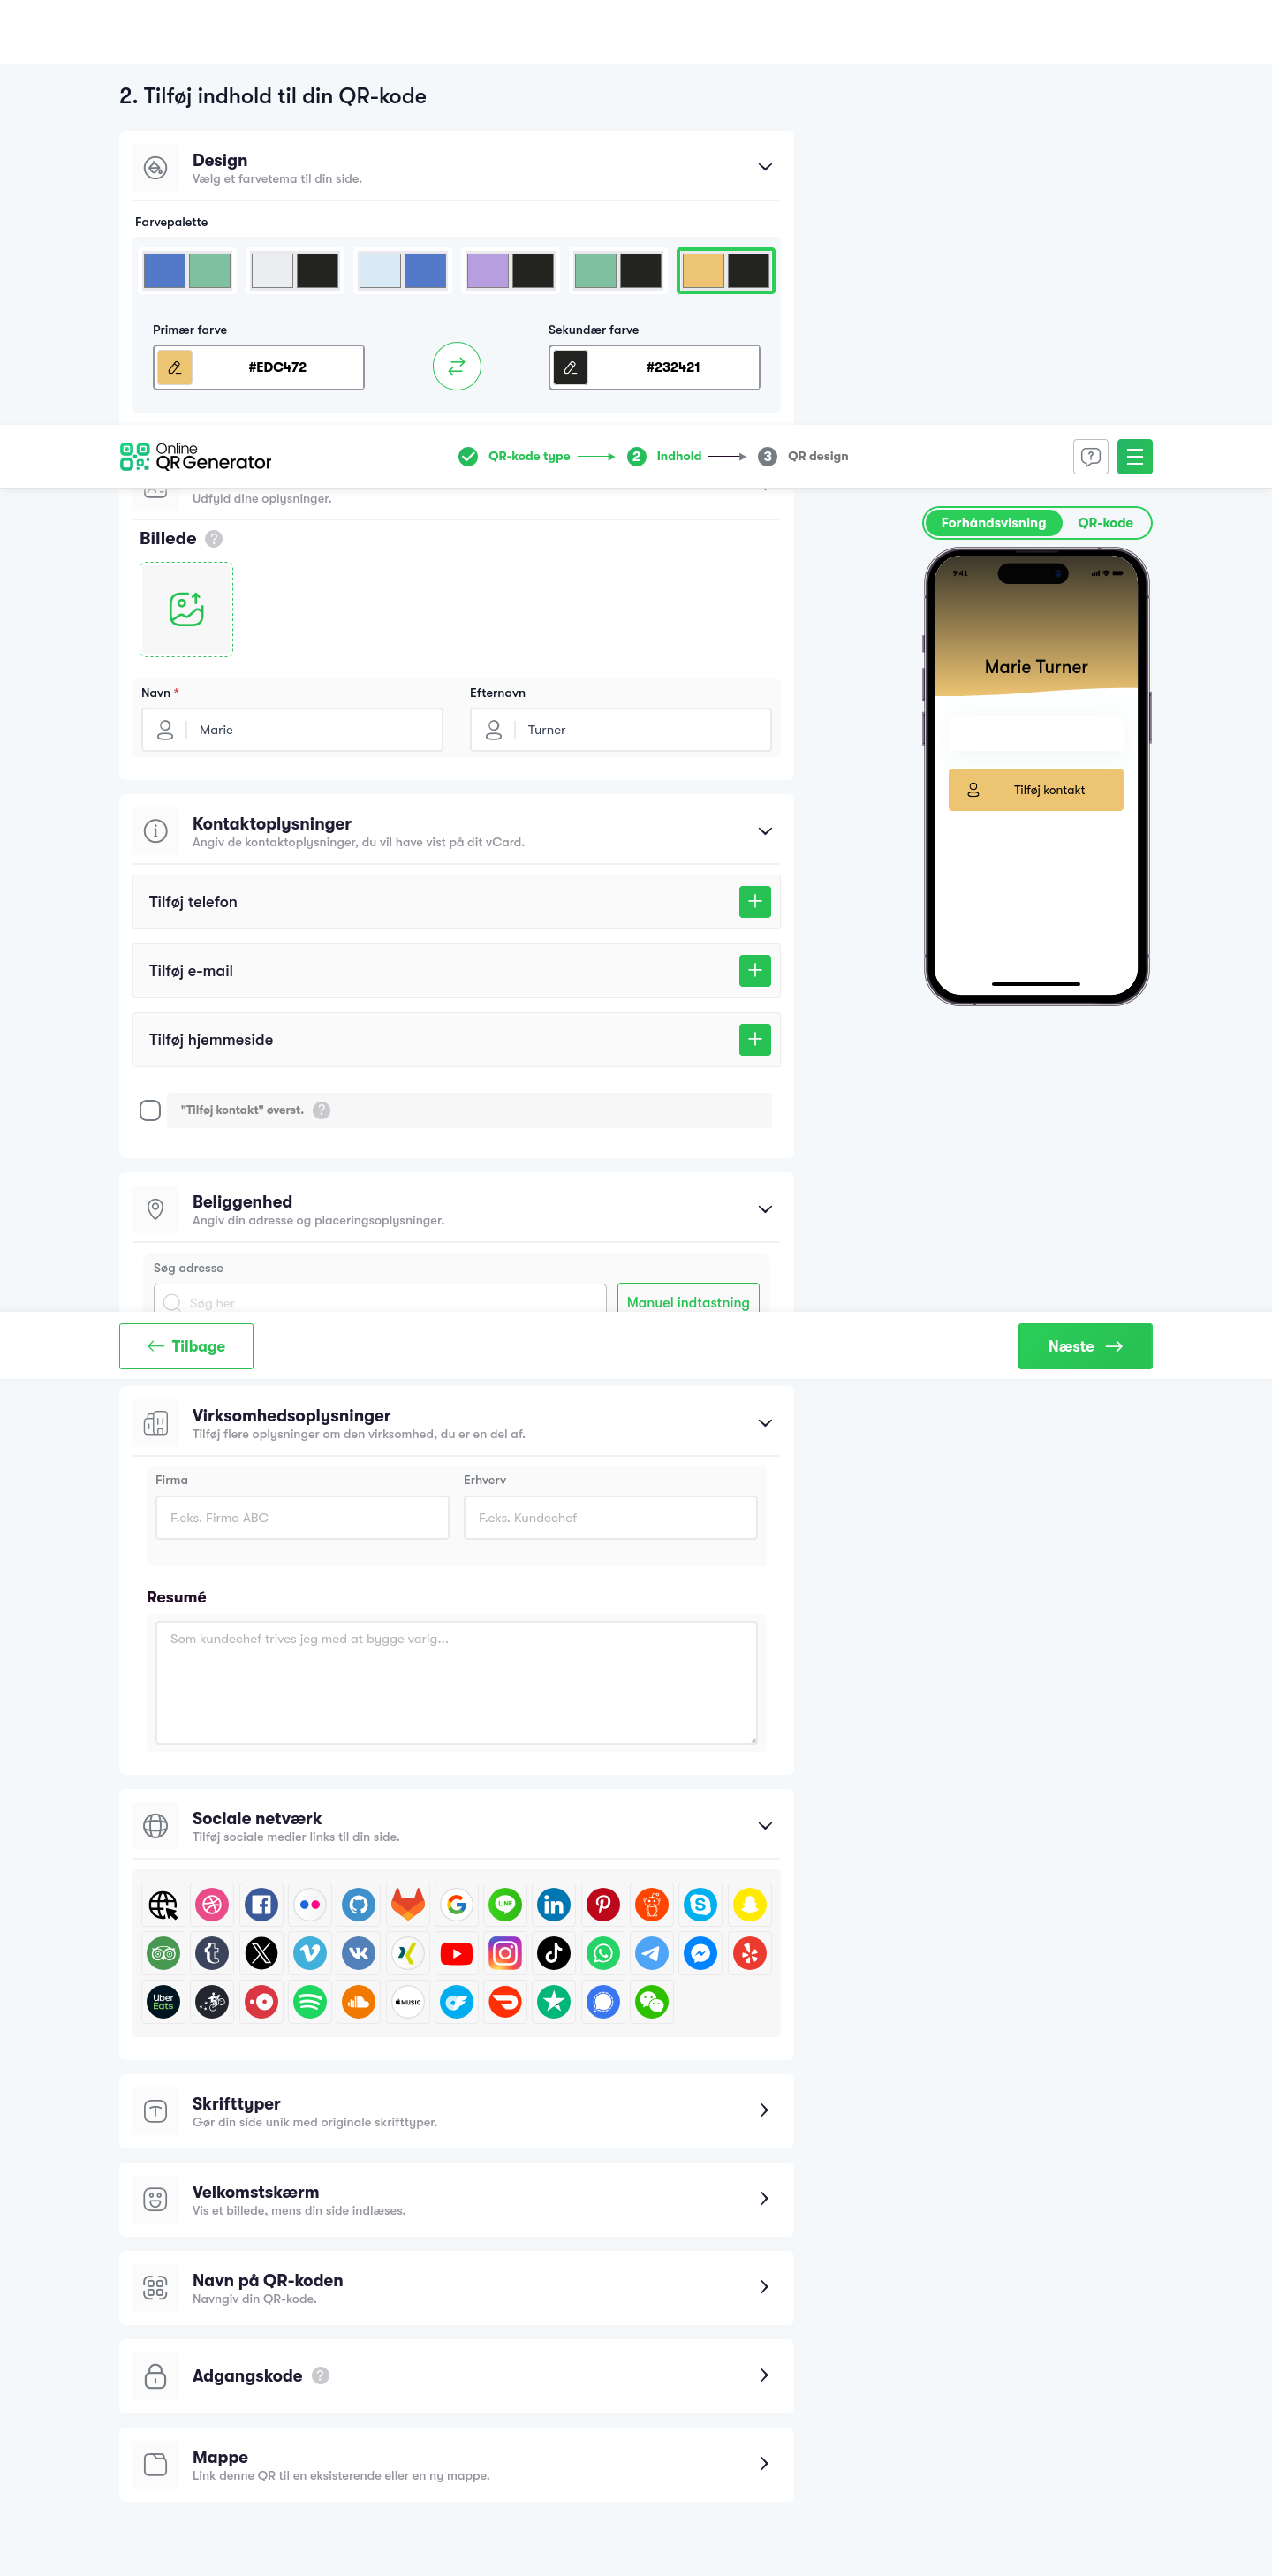 2. Tilføj indhold til din QR-kode
Design
Vælg et farvetema til din side.
Farvepalette
Primær farve
Sekundær farve
#EDC472
#232421
Online
QR Generator
QR-kode type
2
Indhold
3
QR design
Udfyld dine oplysninger.
Billede ?
Navn *
Efternavn
Marie
Turner
Forhåndsvisning
QR-kode
9:41
Marie Turner
Tilføj kontakt
Kontaktoplysninger
Angiv de kontaktoplysninger, du vil have vist på dit vCard.
Tilføj telefon
Tilføj e-mail
Tilføj hjemmeside
"Tilføj kontakt" øverst. ?
Beliggenhed
Angiv din adresse og placeringsoplysninger.
Søg adresse
Søg her
Manuel indtastning
Tilbage
Næste
Virksomhedsoplysninger
Tilføj flere oplysninger om den virksomhed, du er en del af.
Firma
Erhverv
F.eks. Firma ABC
F.eks. Kundechef
Resumé
Som kundechef trives jeg med at bygge varig...
Sociale netværk
Tilføj sociale medier links til din side.
LINE
Uber
Eats
MUSIC
Skrifttyper
Gør din side unik med originale skrifttyper.
Velkomstskærm
Vis et billede, mens din side indlæses.
Navn på QR-koden
Navngiv din QR-kode.
Adgangskode ?
Mappe
Link denne QR til en eksisterende eller en ny mappe.